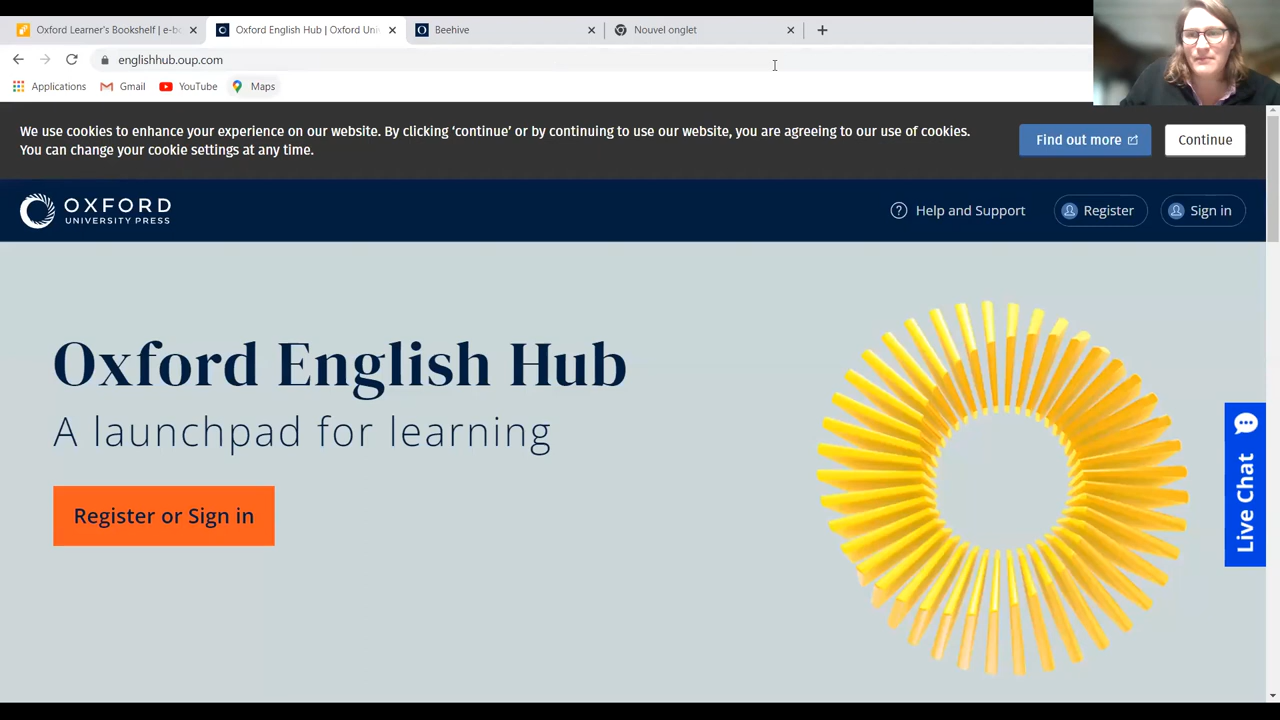 Oxford Learner's Bookshelf | e-bo
Oxford English Hub | Oxford Uni
Beehive
Nouvel onglet
englishhub.oup.com
Applications
Gmail
YouTube
Maps
We use cookies to enhance your experience on our website. By clicking ‘continue’ or by continuing to use our website, you are agreeing to our use of cookies.
You can change your cookie settings at any time.
Find out more
Continue
OXFORD
UNIVERSITY PRESS
Help and Support
Register
Sign in
Oxford English Hub
A launchpad for learning
Register or Sign in
Live Chat